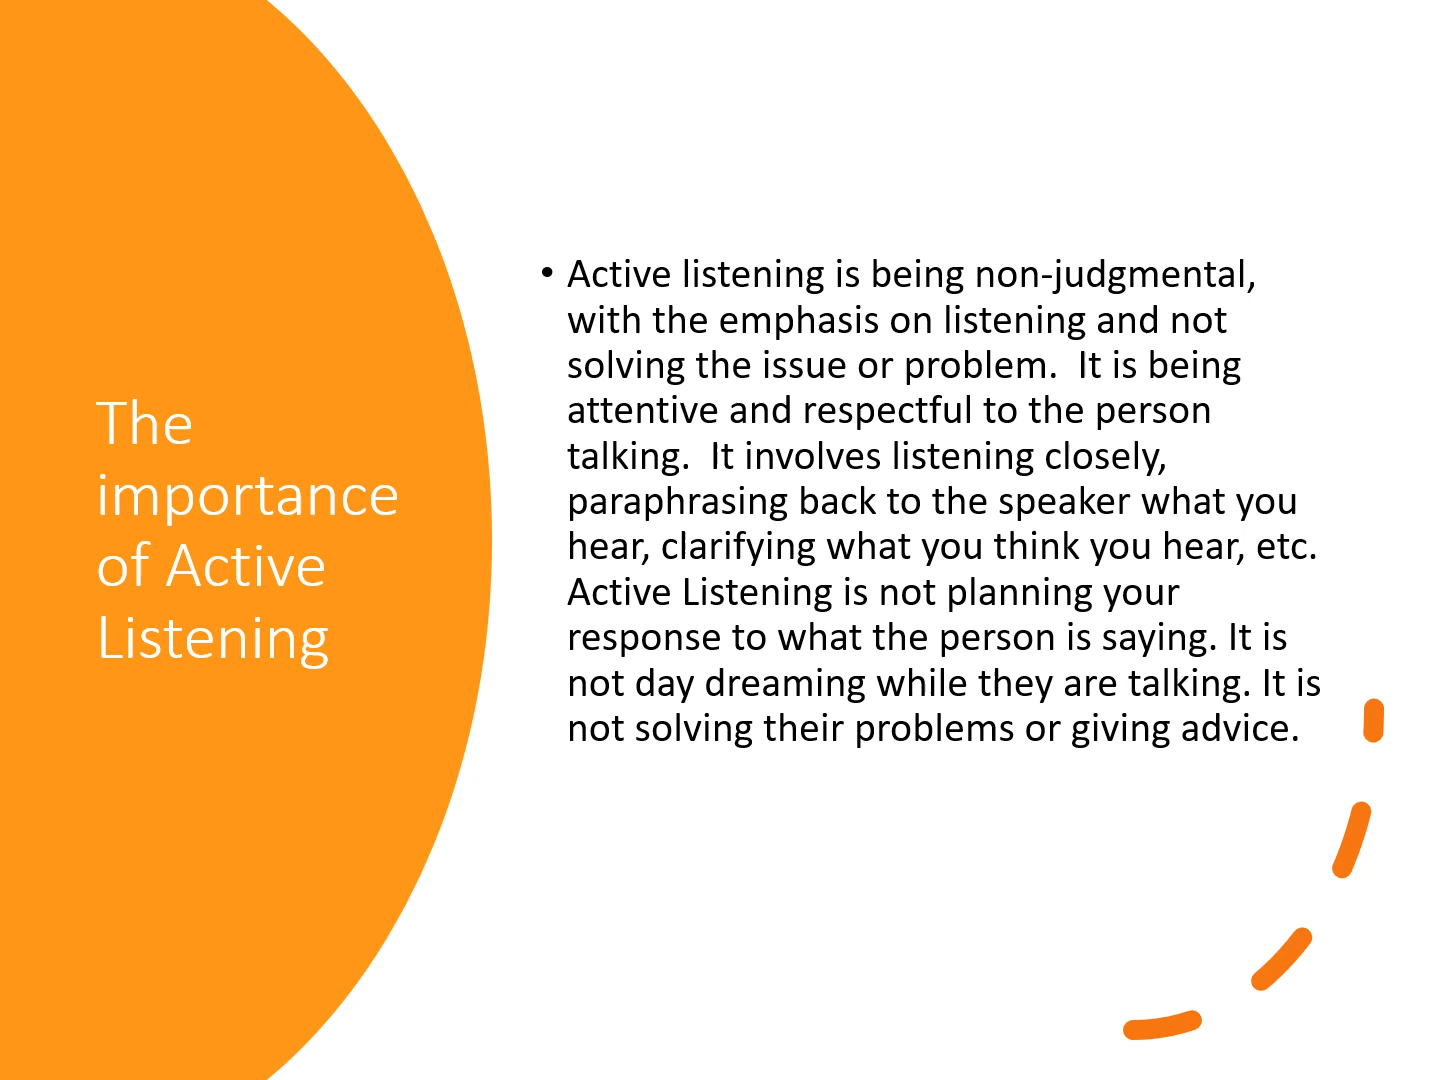 The
importance
of Active
Listening
• Active listening is being non-judgmental,
with the emphasis on listening and not
solving the issue or problem.  It is being
attentive and respectful to the person
talking.  It involves listening closely,
paraphrasing back to the speaker what you
hear, clarifying what you think you hear, etc.
Active Listening is not planning your
response to what the person is saying. It is
not day dreaming while they are talking. It is
not solving their problems or giving advice.